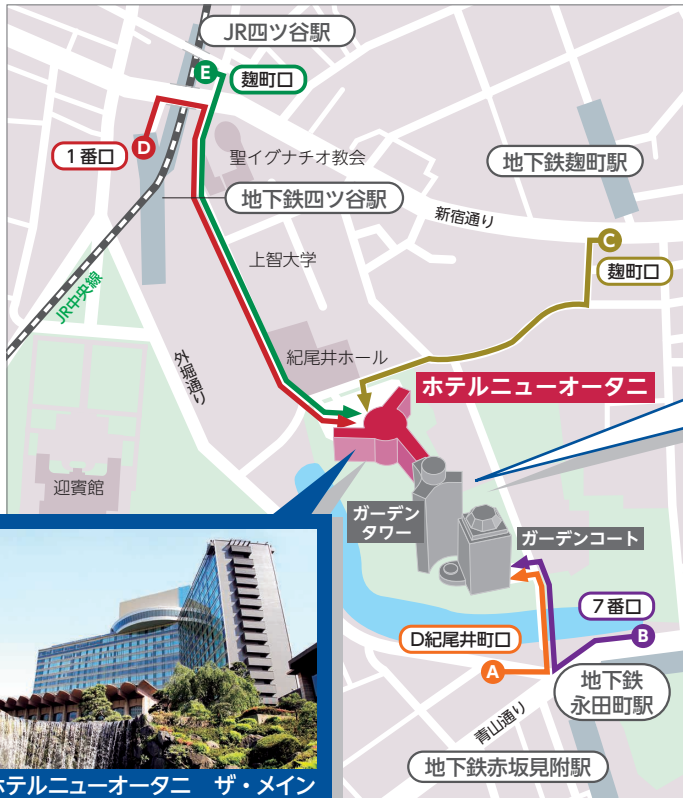 JR四ツ谷駅
E
麹町口
1番口
D
聖イグナチオ教会
地下鉄麹町駅
地下鉄四ツ谷駅
新宿通り
C
麹町口
上智大学
JR中央線
外堀通り
紀尾井ホール
ホテルニューオータニ
迎賓館
ガーデン
タワー
ガーデンコート
7番口
B
D紀尾井町口
A
地下鉄
永田町駅
青山通り
地下鉄赤坂見附駅
ホテルニューオータニ ザ・メイン